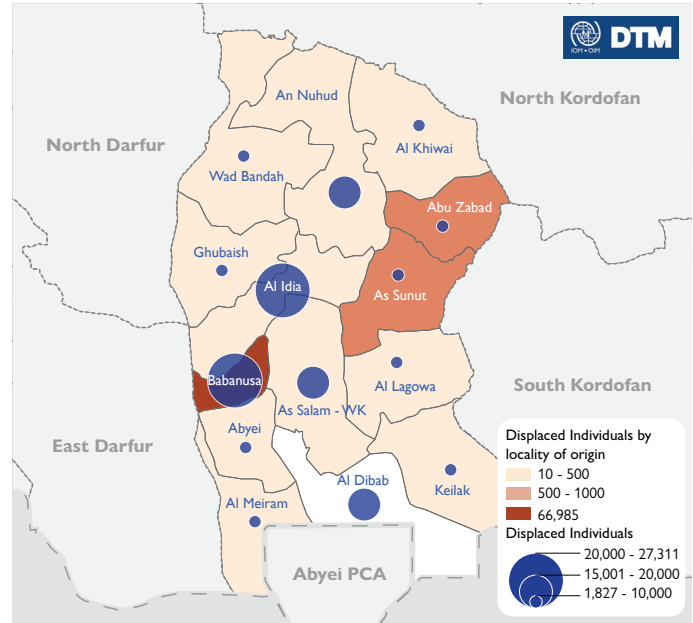 IOM • OIM
DTM
An Nuhud
North Kordofan
North Darfur
Al Khiwai
Wad Bandah
Abu Zabad
Ghubaish
Al Idia
As Sunut
Babanusa
Al Lagowa
South Kordofan
As Salam - WK
Abyei
East Darfur
Al Dibab
Keilak
Al Meiram
Abyei PCA
Displaced Individuals by
locality of origin
10 - 500
500 - 1000
66,985
Displaced Individuals
20,000 - 27,311
15,001 - 20,000
1,827 - 10,000